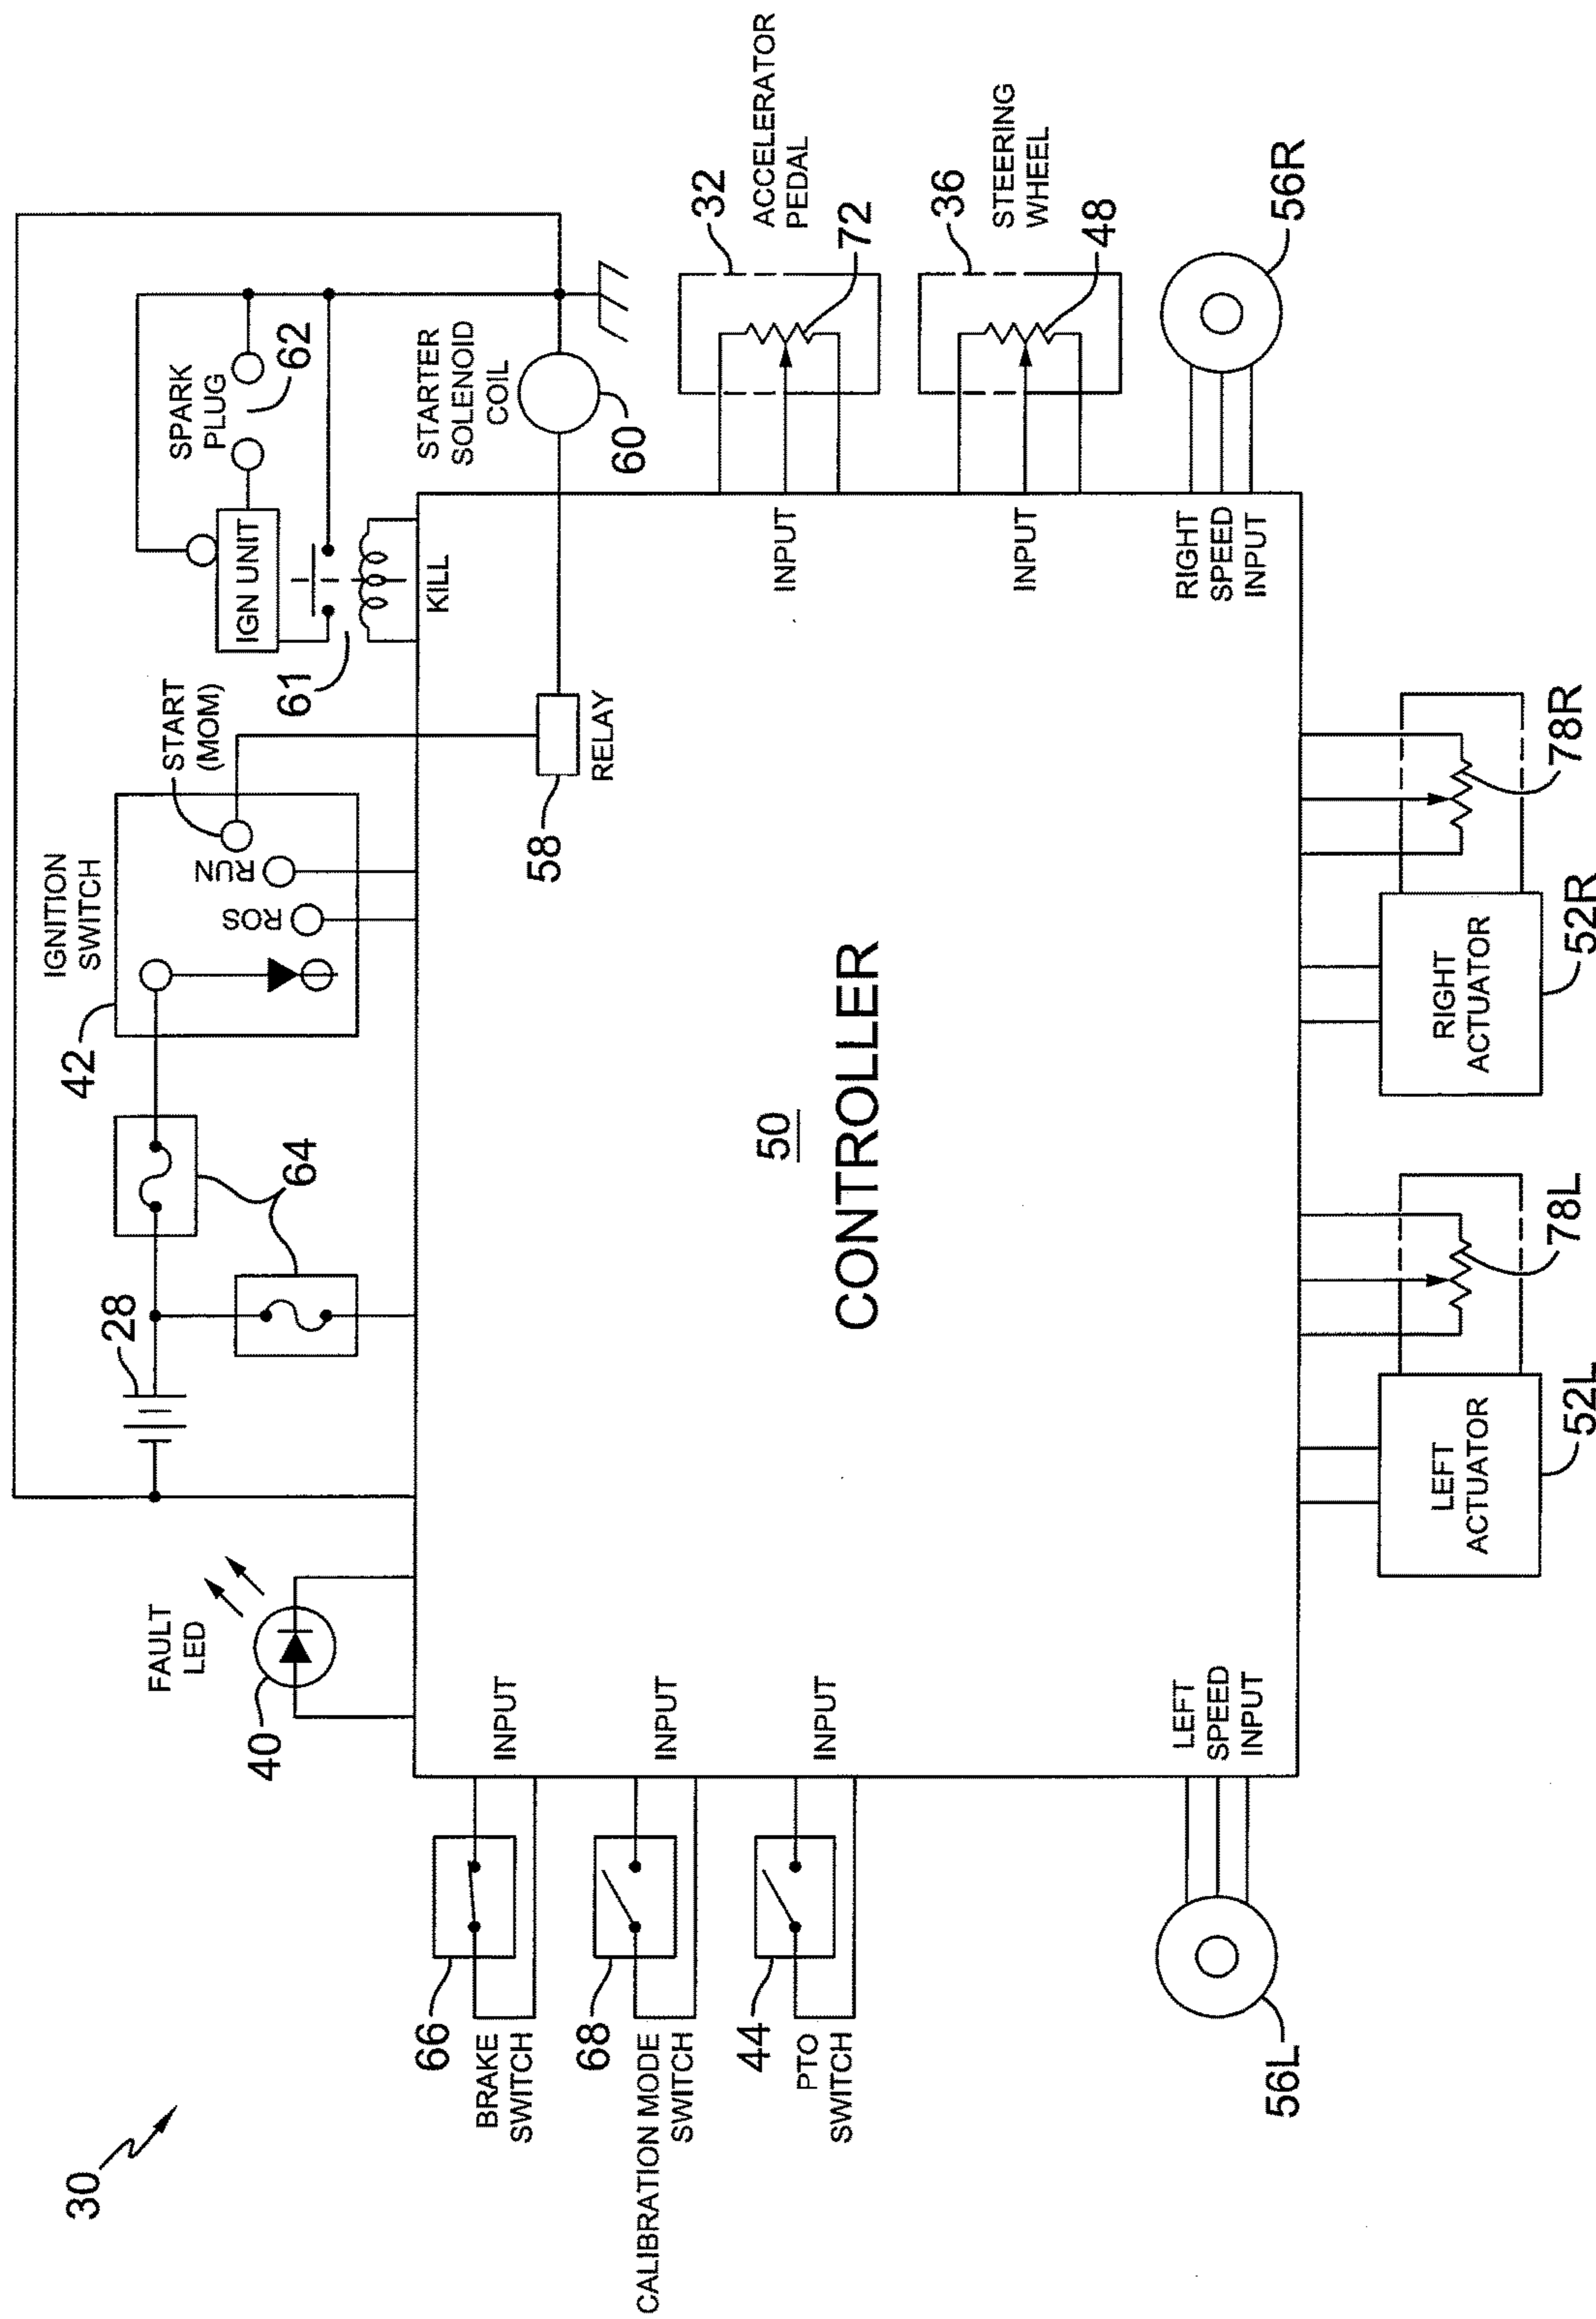 30
FAULT
LED
40
28
64
42
IGNITION
SWITCH
ROS
RUN
START
(MOM)
61
IGN UNIT
SPARK
PLUG
62
KILL
STARTER
SOLENOID
COIL
60
58
RELAY
66
BRAKE
SWITCH
INPUT
68
CALIBRATION MODE
SWITCH
INPUT
44
PTO
SWITCH
INPUT
50
CONTROLLER
INPUT
32
ACCELERATOR
PEDAL
72
INPUT
36
STEERING
WHEEL
48
56L
LEFT
SPEED
INPUT
RIGHT
SPEED
INPUT
56R
LEFT
ACTUATOR
52L
78L
RIGHT
ACTUATOR
52R
78R